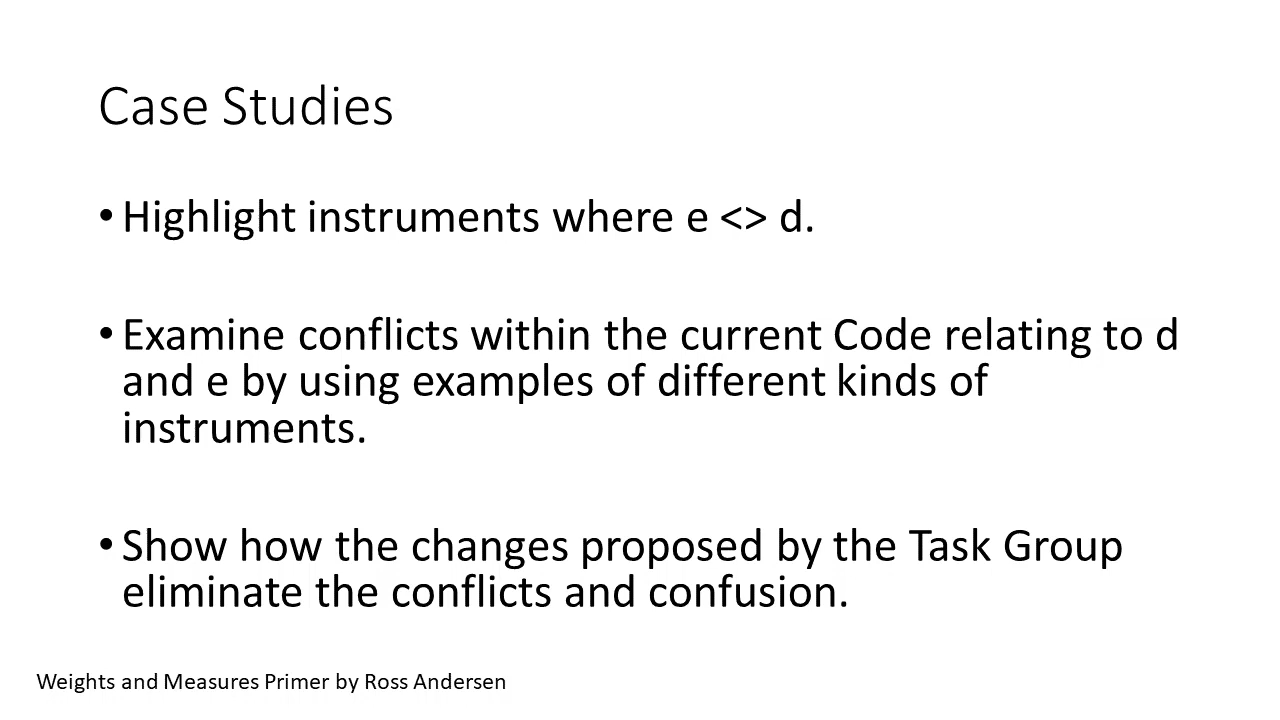 Case Studies
• Highlight instruments where e <> d.
• Examine conflicts within the current Code relating to d
and e by using examples of different kinds of
instruments.
• Show how the changes proposed by the Task Group
eliminate the conflicts and confusion.
Weights and Measures Primer by Ross Andersen